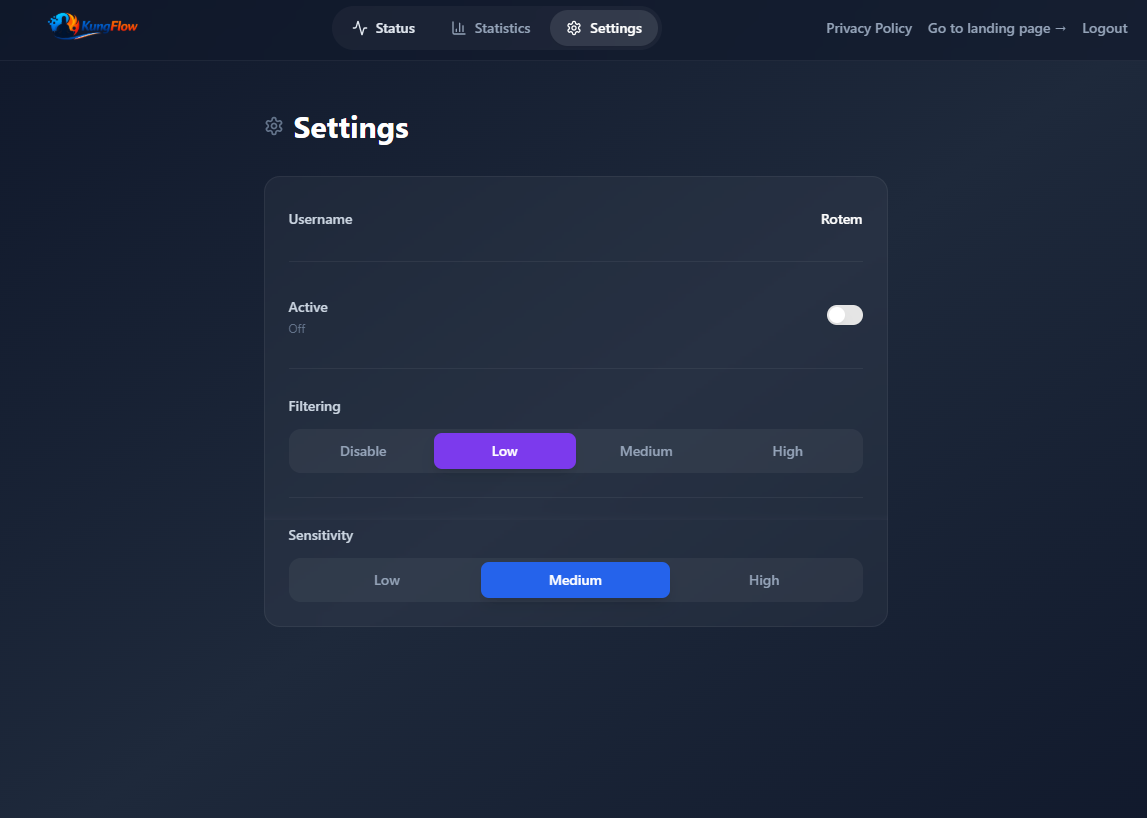 KungFlow
Status
Statistics
Settings
Privacy Policy
Go to landing page →
Logout
Settings
Username
Rotem
Active
Off
Filtering
Disable
Low
Medium
High
Sensitivity
Low
Medium
High